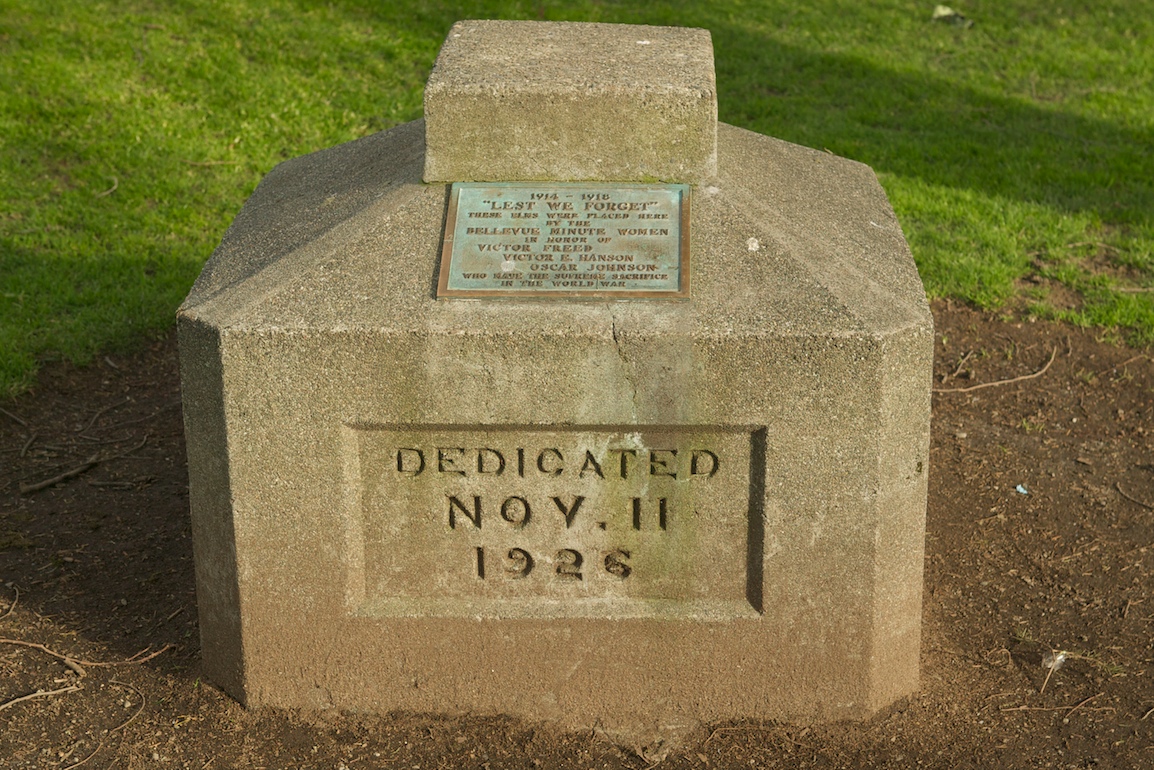 1914 - 1918
"LEST WE FORGET"
THESE ELMS WERE PLACED HERE
BY THE
BELLEVUE MINUTE WOMEN
IN HONOR OF
VICTOR FREED
VICTOR E. HANSON
OSCAR JOHNSON
WHO GAVE THE SUPREME SACRIFICE
IN THE WORLD WAR
DEDICATED
NOV. 11
1926